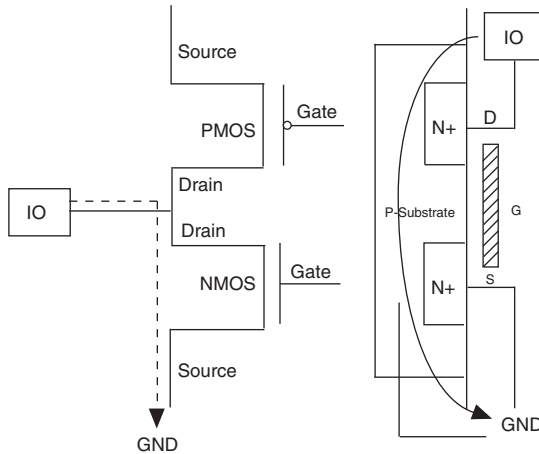 Source
PMOS
Gate
Drain
IO
Drain
NMOS
Gate
Source
GND
IO
N+
D
P-Substrate
G
N+
S
GND